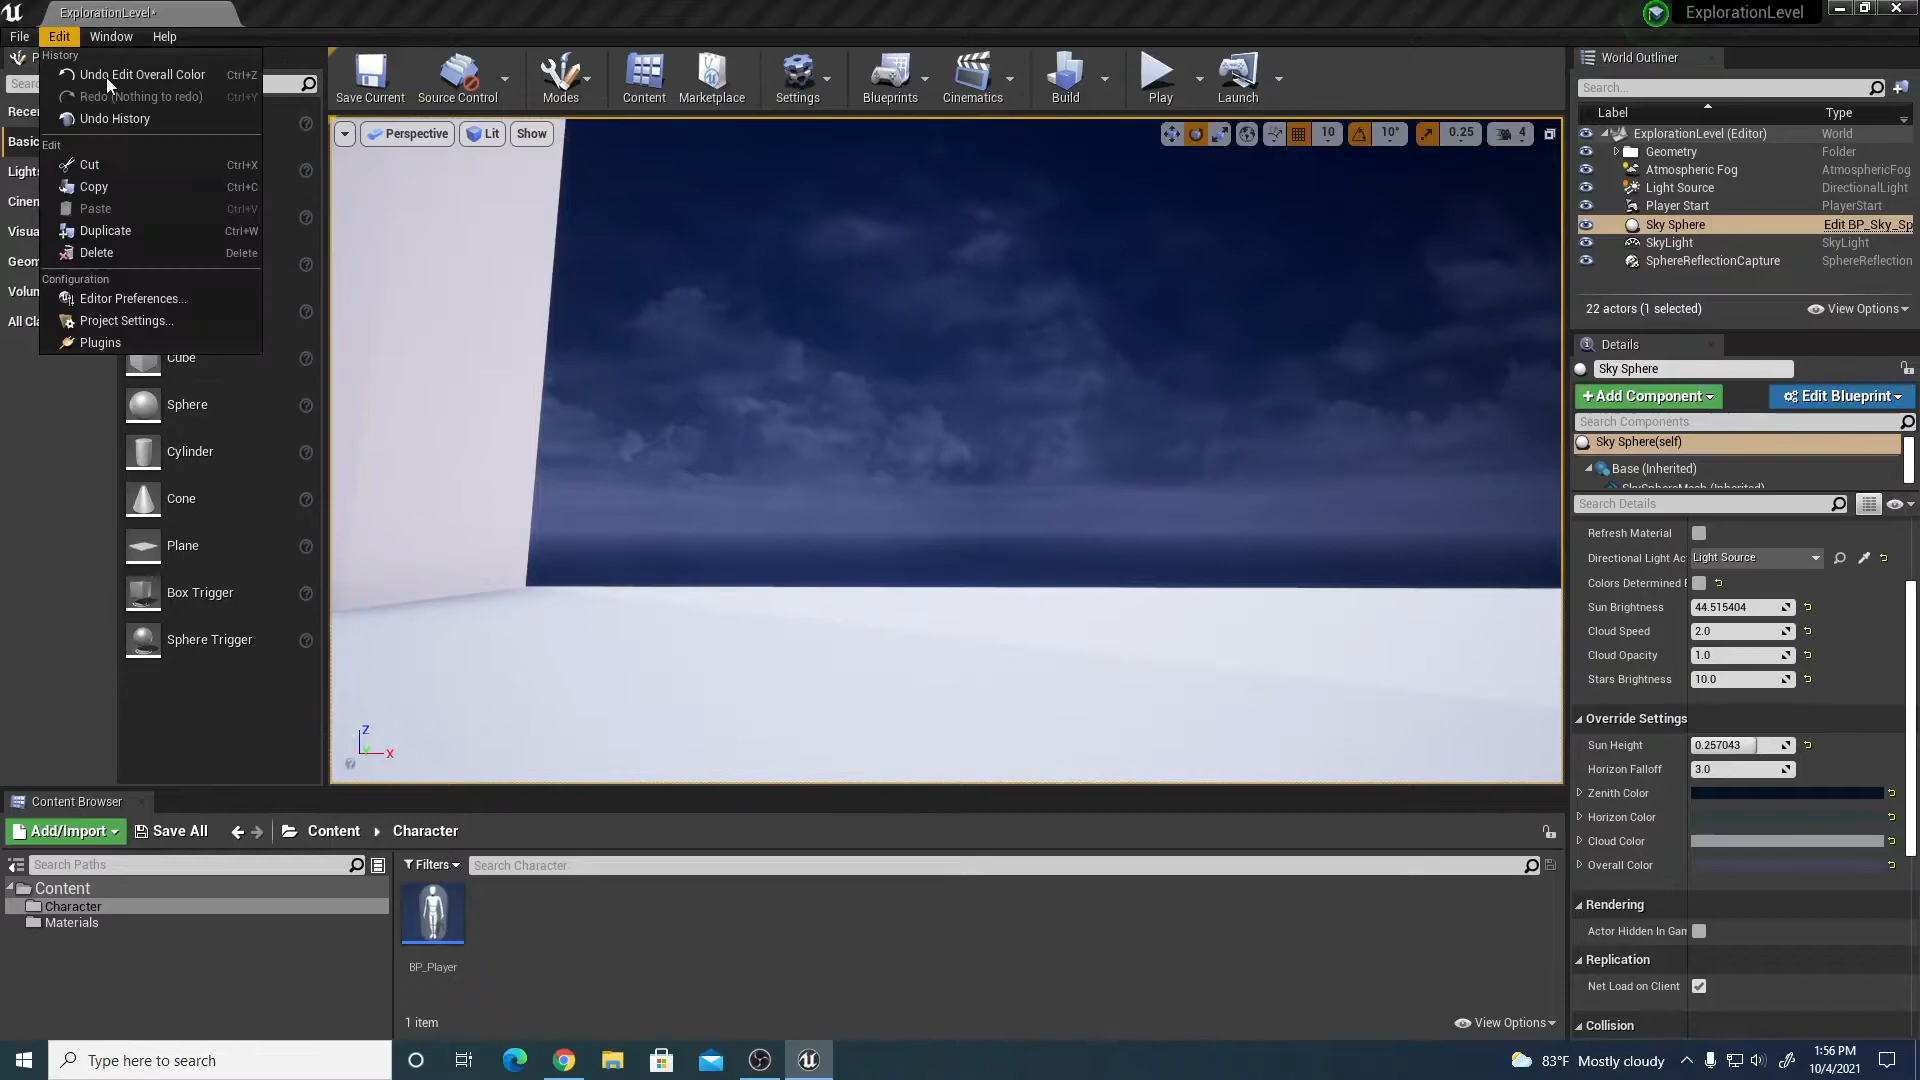 ExplorationLevel•
ExplorationLevel
File Edit Window Help
History
Undo Edit Overall Color Ctrl+Z
Redo (Nothing to redo) Ctrl+Y
Undo History
Edit
Cut Ctrl+X
Copy Ctrl+C
Paste Ctrl+V
Duplicate Ctrl+W
Delete Delete
Configuration
Editor Preferences...
Project Settings...
Plugins
Basic
Cube
Sphere
Cylinder
Cone
Plane
Box Trigger
Sphere Trigger
Save Current
Source Control
Modes
Content
Marketplace
Settings
Blueprints
Cinematics
Build
Play
Launch
Perspective Lit Show
10 10° 0.25 4
Z
X
World Outliner
Search...
Label Type
ExplorationLevel (Editor) World
Geometry Folder
Atmospheric Fog AtmosphericFog
Light Source DirectionalLight
Player Start PlayerStart
Sky Sphere Edit BP_Sky_Sp
SkyLight SkyLight
SphereReflectionCapture SphereReflection
22 actors (1 selected) View Options
Details
Sky Sphere
+Add Component Edit Blueprint
Search Components
Sky Sphere(self)
Base (Inherited)
Search Details
Refresh Material
Directional Light Ac Light Source
Colors Determined
Sun Brightness 44.515404
Cloud Speed 2.0
Cloud Opacity 1.0
Stars Brightness 10.0
Override Settings
Sun Height 0.257043
Horizon Falloff 3.0
Zenith Color
Horizon Color
Cloud Color
Overall Color
Rendering
Actor Hidden In Gam
Replication
Net Load on Client
Collision
Content Browser
Add/Import Save All Content Character
Search Paths
Filters Search Character
Content
Character
Materials
BP_Player
1 item View Options
Type here to search
83°F Mostly cloudy
1:56 PM
10/4/2021